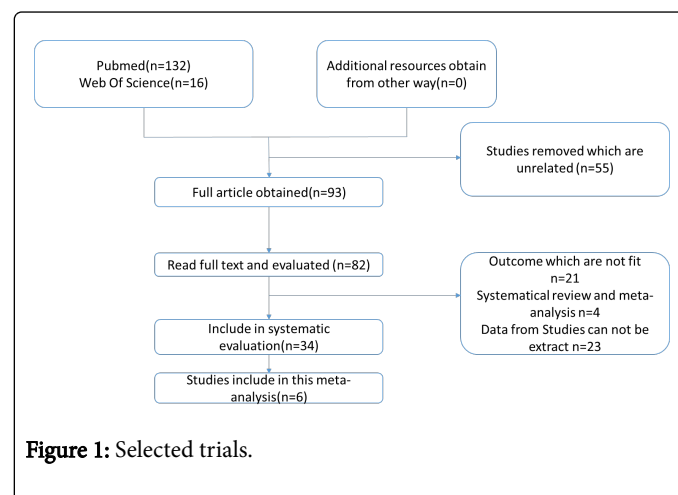 Pubmed(n=132)
Web Of Science(n=16)
Additional resources obtain
from other way(n=0)
Studies removed which are
unrelated (n=55)
Full article obtained(n=93)
Read full text and evaluated (n=82)
Outcome which are not fit
n=21
Systematical review and meta-
analysis n=4
Data from Studies can not be
extract n=23
Include in systematic
evaluation(n=34)
Studies include in this meta-
analysis(n=6)
Figure 1: Selected trials.